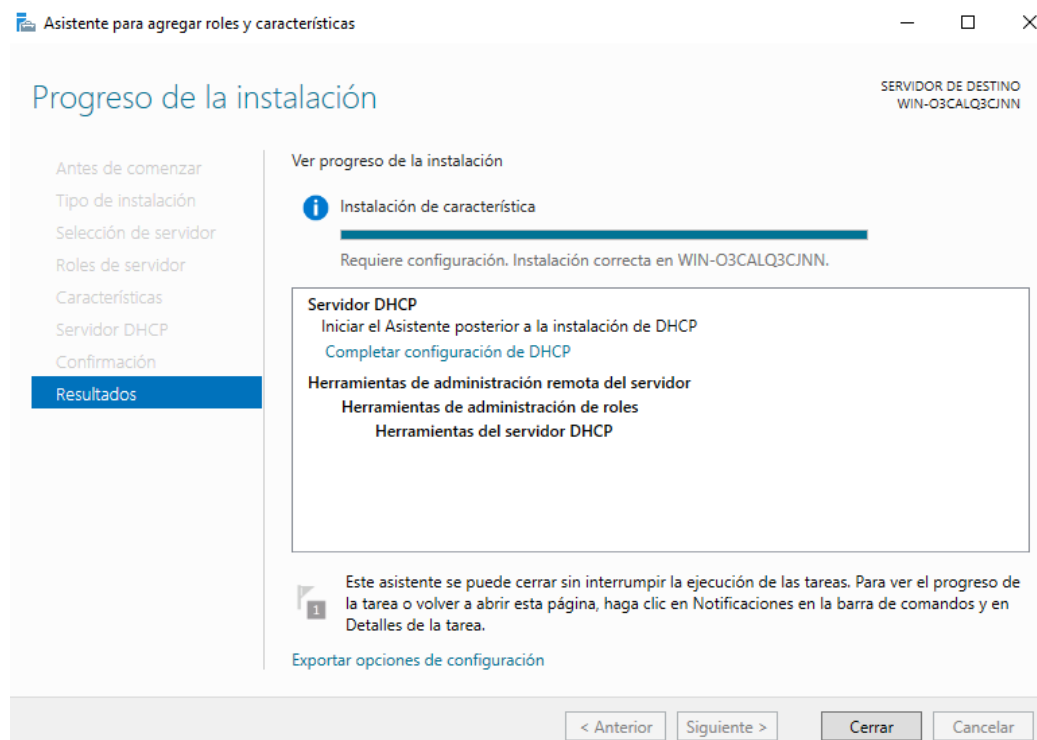 Asistente para agregar roles y características
Progreso de la instalación
SERVIDOR DE DESTINO
WIN-O3CALQ3CJNN
Antes de comenzar
Tipo de instalación
Selección de servidor
Roles de servidor
Características
Servidor DHCP
Confirmación
Resultados
Ver progreso de la instalación
Instalación de característica
Requiere configuración. Instalación correcta en WIN-O3CALQ3CJNN.
Servidor DHCP
Iniciar el Asistente posterior a la instalación de DHCP
Completar configuración de DHCP
Herramientas de administración remota del servidor
Herramientas de administración de roles
Herramientas del servidor DHCP
1
Este asistente se puede cerrar sin interrumpir la ejecución de las tareas. Para ver el progreso de
la tarea o volver a abrir esta página, haga clic en Notificaciones en la barra de comandos y en
Detalles de la tarea.
Exportar opciones de configuración
< Anterior
Siguiente >
Cerrar
Cancelar